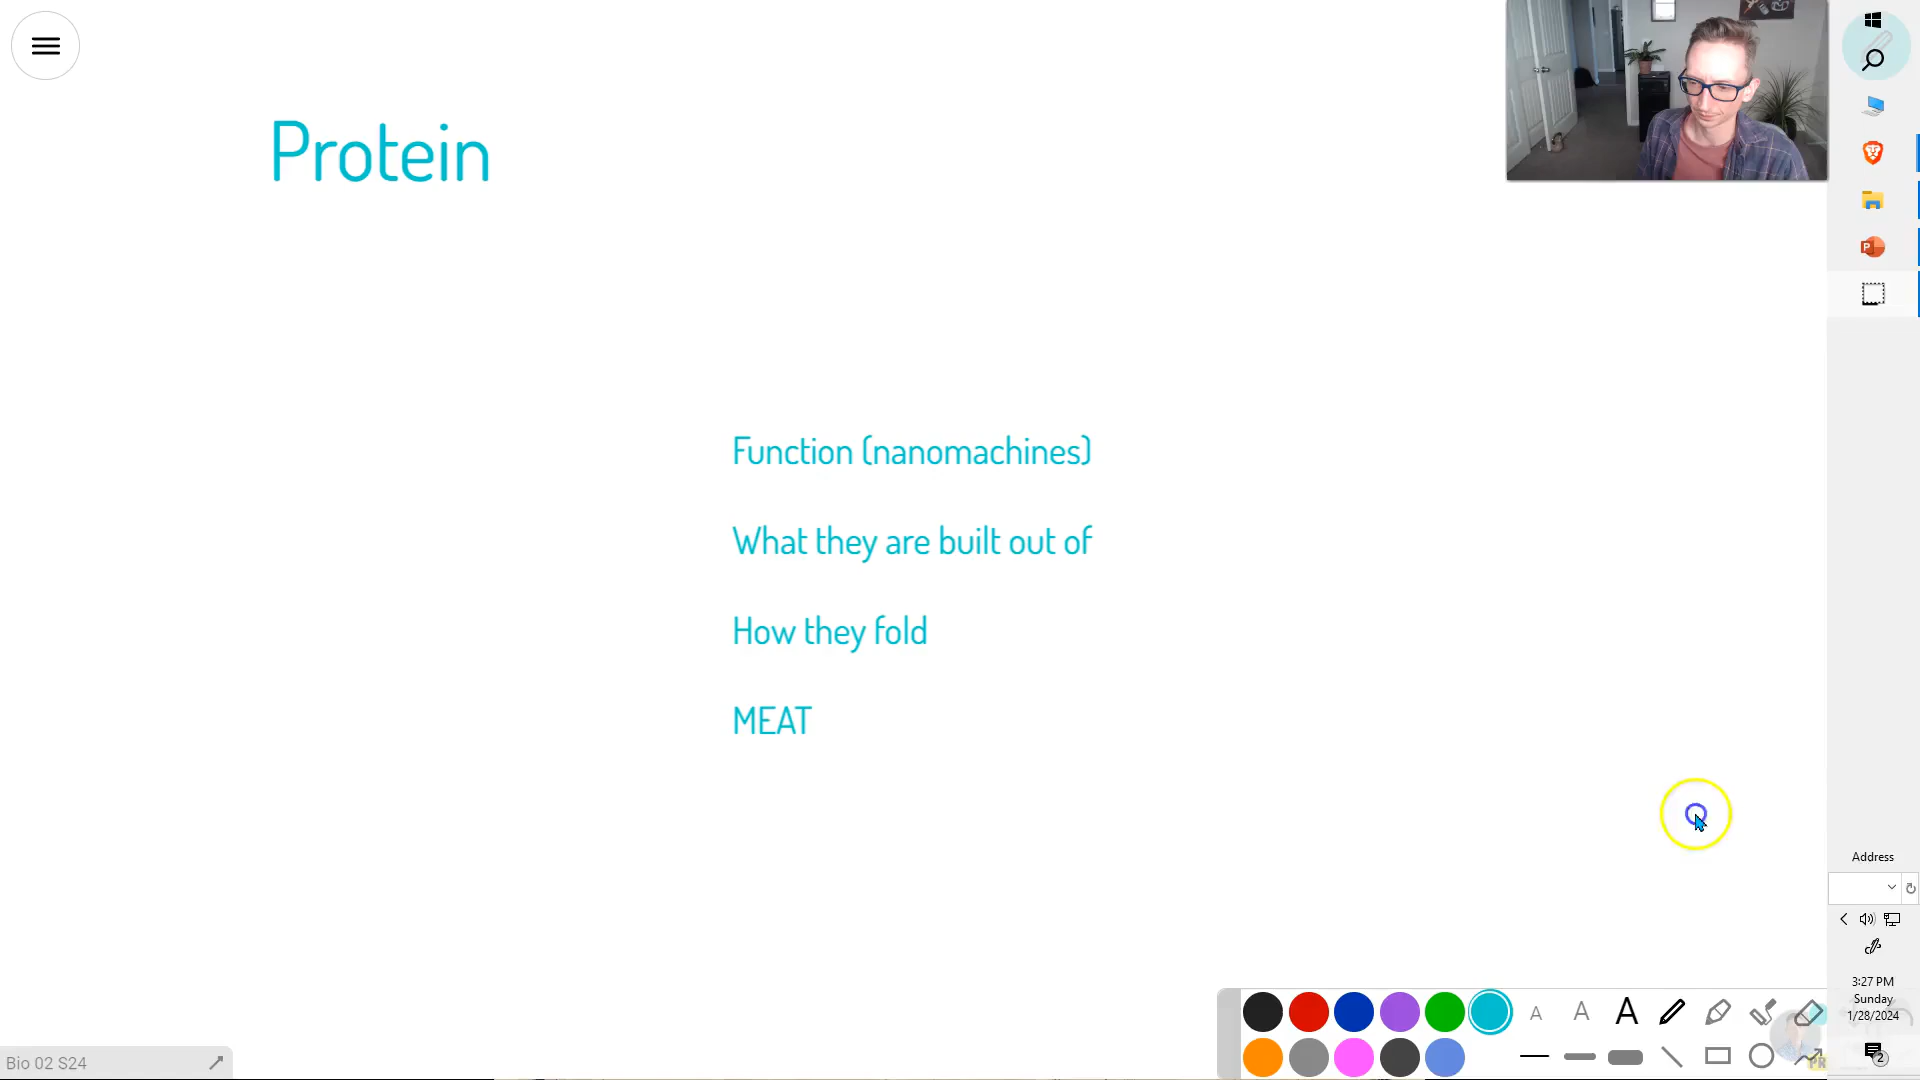 Protein
Function (nanomachines)
What they are built out of
How they fold
MEAT
Address
3:27 PM
Sunday
1/28/2024
2
A A A
Bio 02 S24